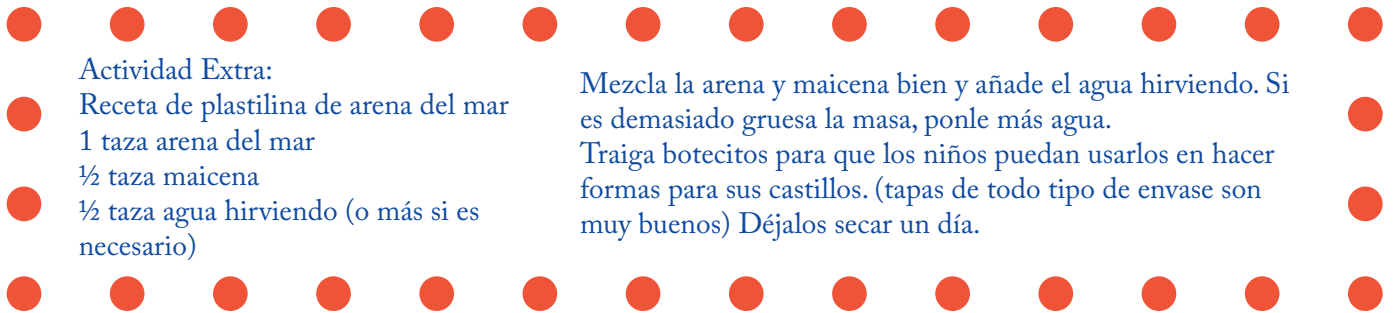 Actividad Extra:
Receta de plastilina de arena del mar
1 taza arena del mar
½ taza maicena
½ taza agua hirviendo (o más si es
necesario)
Mezcla la arena y maicena bien y añade el agua hirviendo. Si
es demasiado gruesa la masa, ponle más agua.
Traiga botecitos para que los niños puedan usarlos en hacer
formas para sus castillos. (tapas de todo tipo de envase son
muy buenos) Déjalos secar un día.